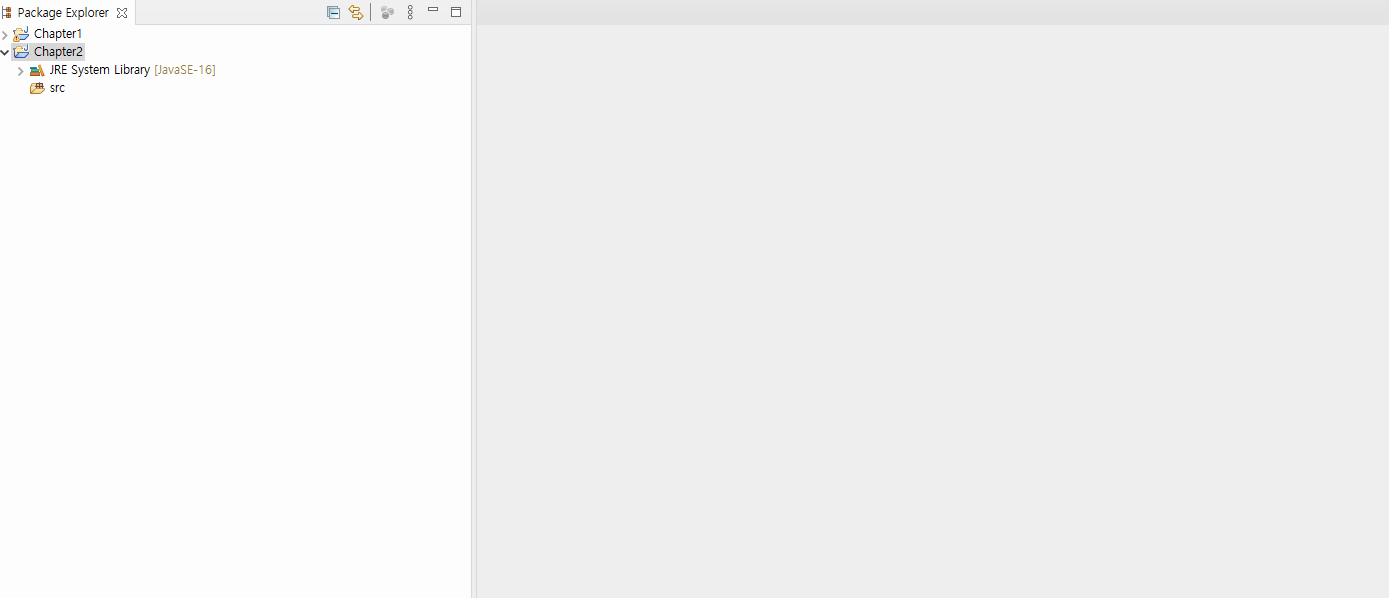 Package Explorer
Chapter1
Chapter2
JRE System Library [JavaSE-16]
src